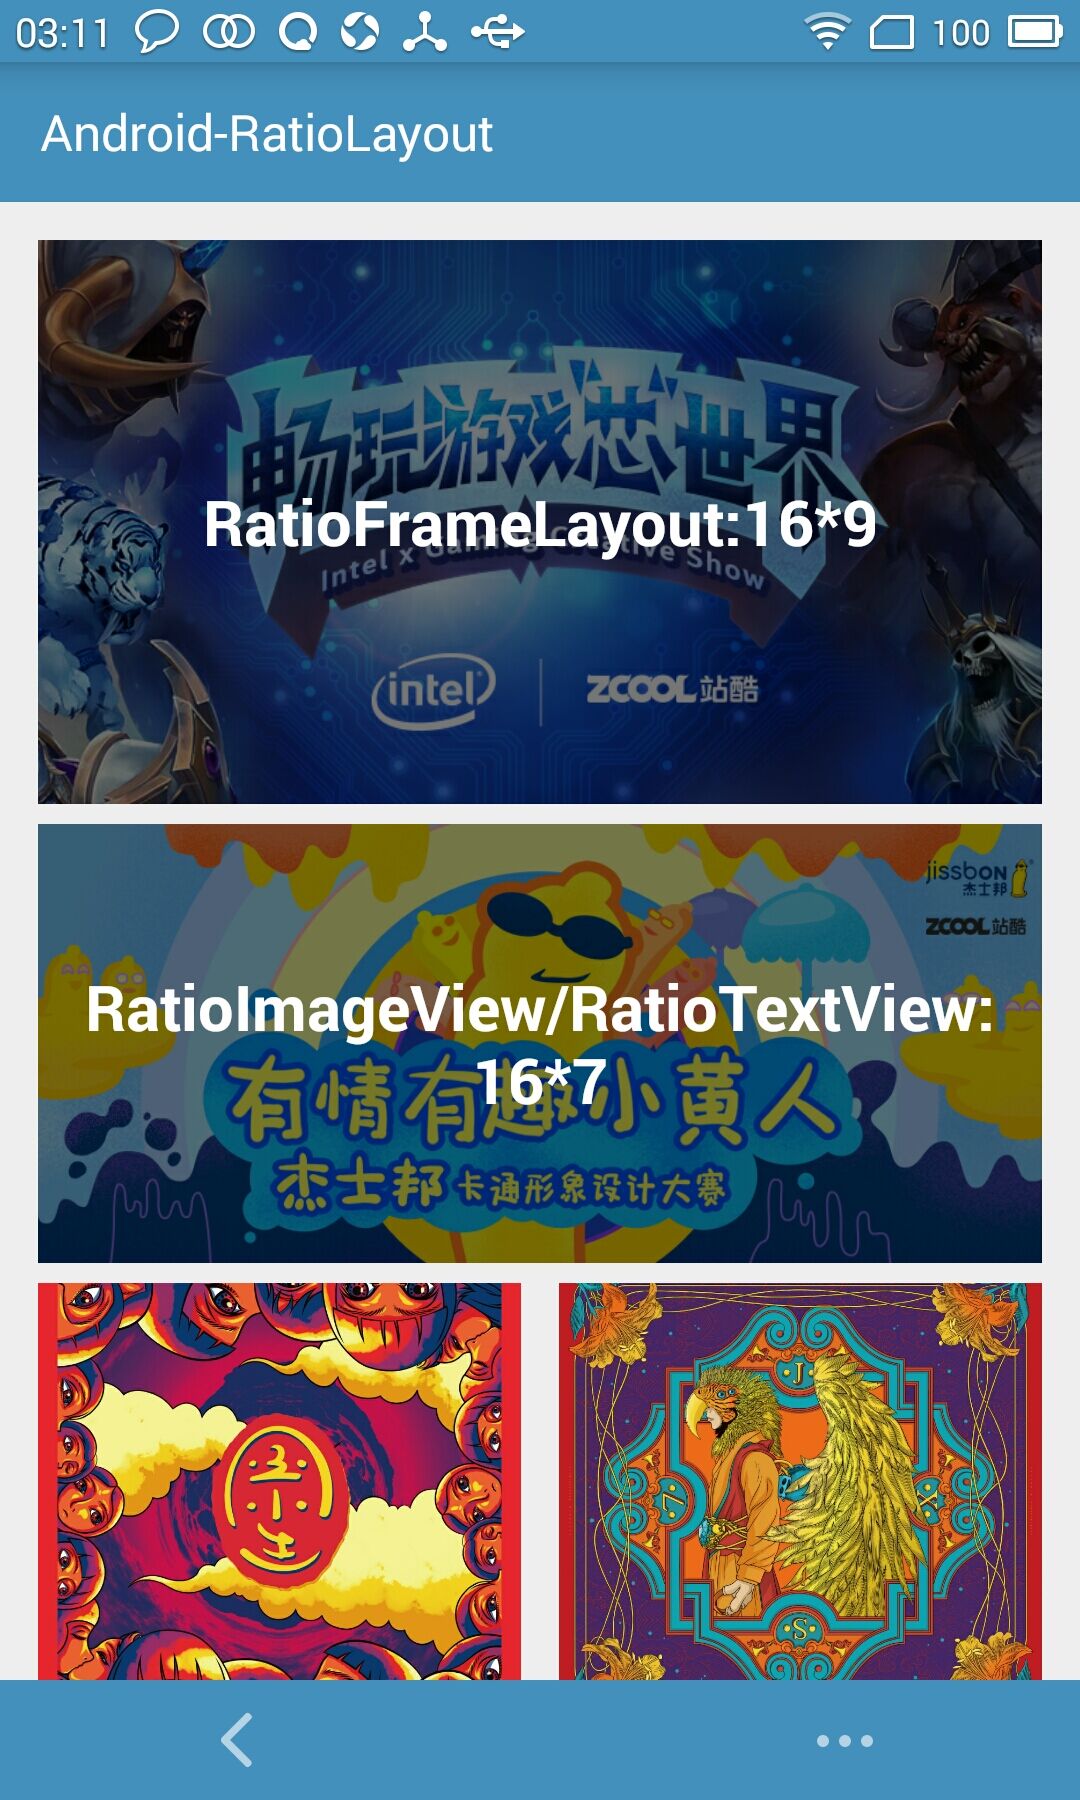 03:11
100
Android-RatioLayout
畅玩游戏芯世界
RatioFrameLayout:16*9
Intel x Gaming Creative Show
intel
ZCOOL站酷
jissbon
杰士邦
ZCOOL站酷
RatioImageView/RatioTextView:
16*7
有情有趣小黄人
杰士邦 卡通形象设计大赛
J
Z
X
S